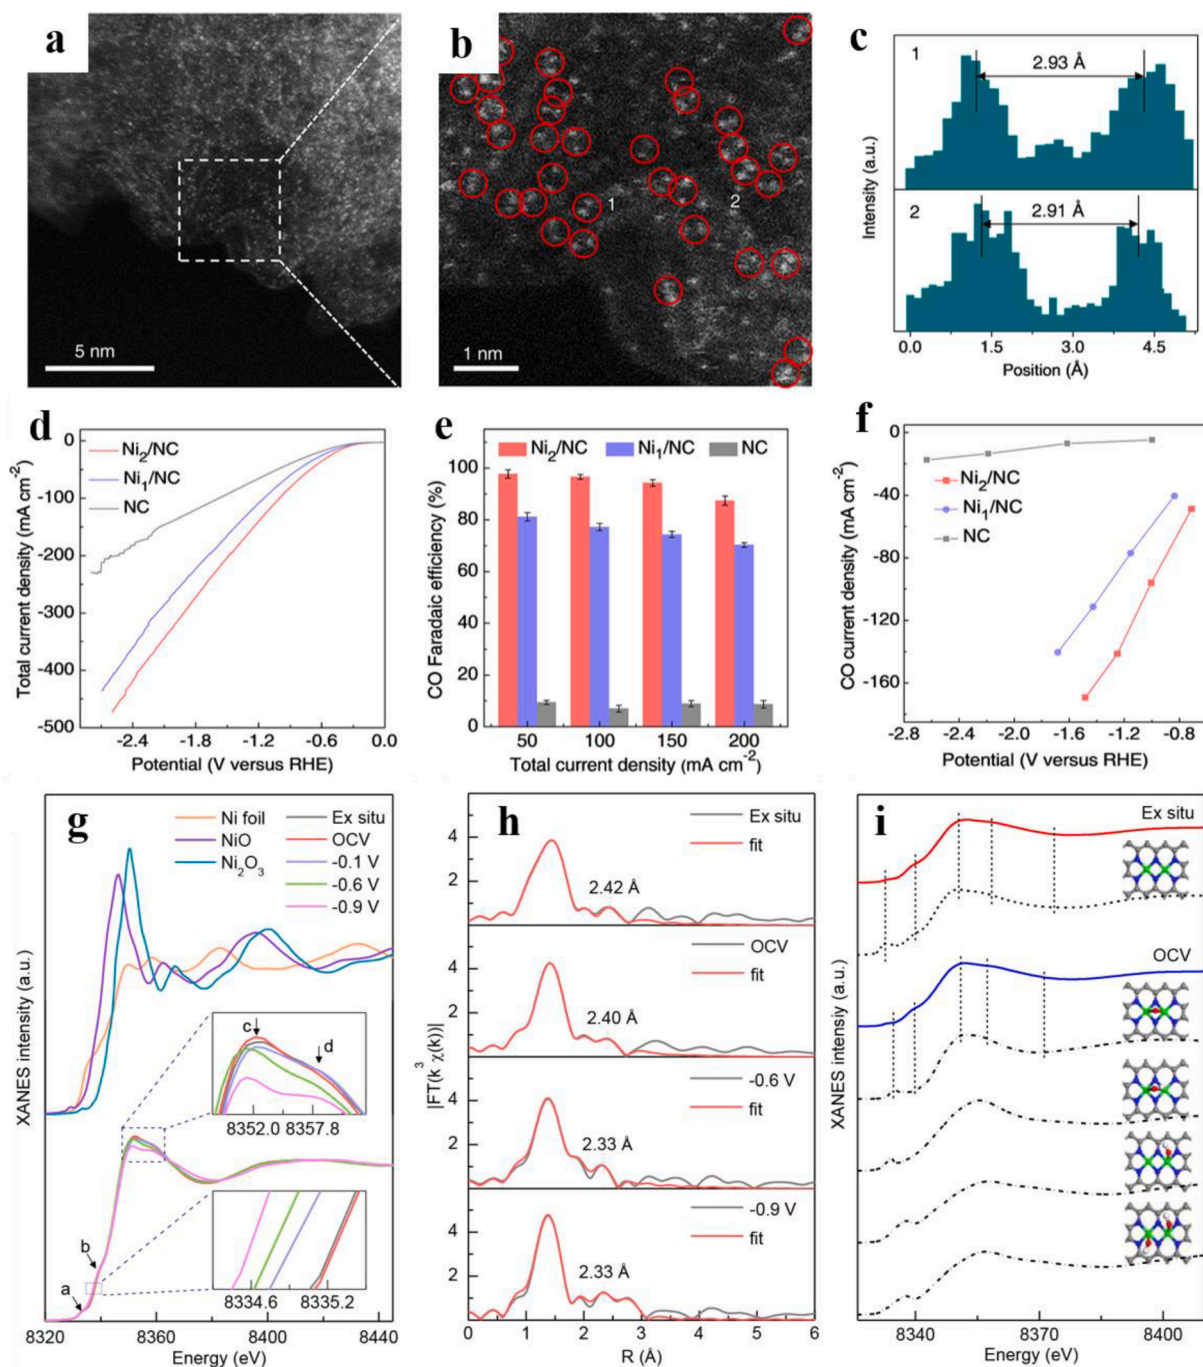 a
5 nm
b
1
2
1 nm
c
1
2.93 Å
2
2.91 Å
Intensity (a.u.)
0.0 1.5 3.0 4.5
Position (Å)
d
Ni₂/NC
Ni₁/NC
NC
Total current density (mA cm⁻²)
0
-100
-200
-300
-400
-500
-2.4 -1.8 -1.2 -0.6 0.0
Potential (V versus RHE)
e
Ni₂/NC Ni₁/NC NC
CO Faradaic efficiency (%)
100
80
60
40
20
0
50 100 150 200
Total current density (mA cm⁻²)
f
Ni₂/NC
Ni₁/NC
NC
CO current density (mA cm⁻²)
0
-40
-80
-120
-160
-2.8 -2.4 -2.0 -1.6 -1.2 -0.8
Potential (V versus RHE)
g
Ni foil
NiO
Ni₂O₃
Ex situ
OCV
-0.1 V
-0.6 V
-0.9 V
XANES intensity (a.u.)
c
d
8352.0 8357.8
b
a
8334.6 8335.2
8320 8360 8400 8440
Energy (eV)
h
Ex situ
fit
2.42 Å
OCV
fit
2.40 Å
-0.6 V
fit
2.33 Å
-0.9 V
fit
2.33 Å
|FT(k³χ(k))|
4
2
4
2
4
2
4
2
0 1 2 3 4 5 6
R (Å)
i
Ex situ
OCV
XANES intensity (a.u.)
8340 8370 8400
Energy (eV)